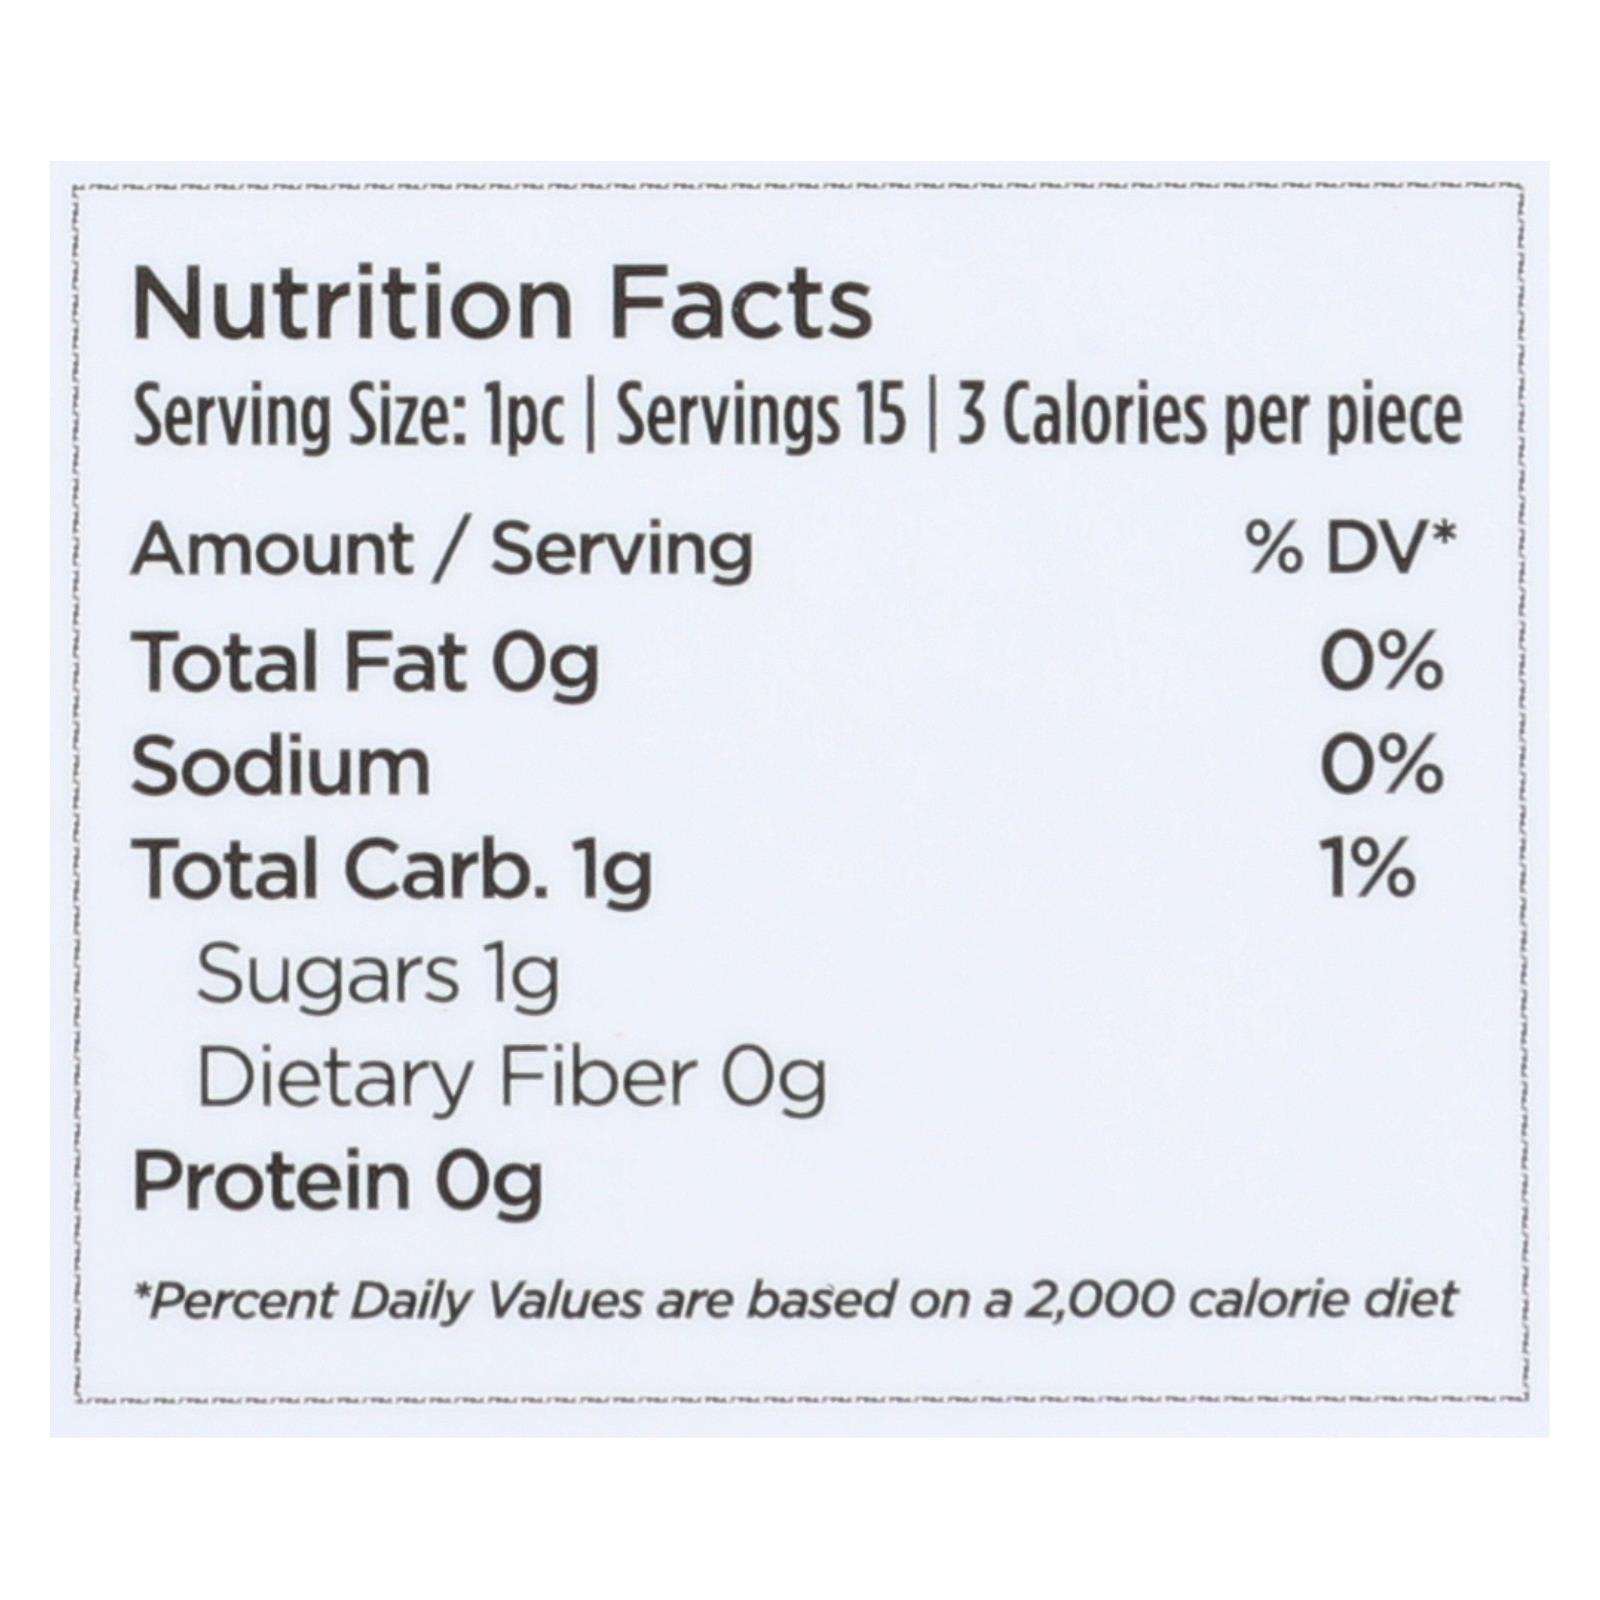 Nutrition Facts
Serving Size: 1pc | Servings 15 | 3 Calories per piece
Amount / Serving % DV*
Total Fat 0g 0%
Sodium 0%
Total Carb. 1g 1%
Sugars 1g
Dietary Fiber 0g
Protein 0g
*Percent Daily Values are based on a 2,000 calorie diet